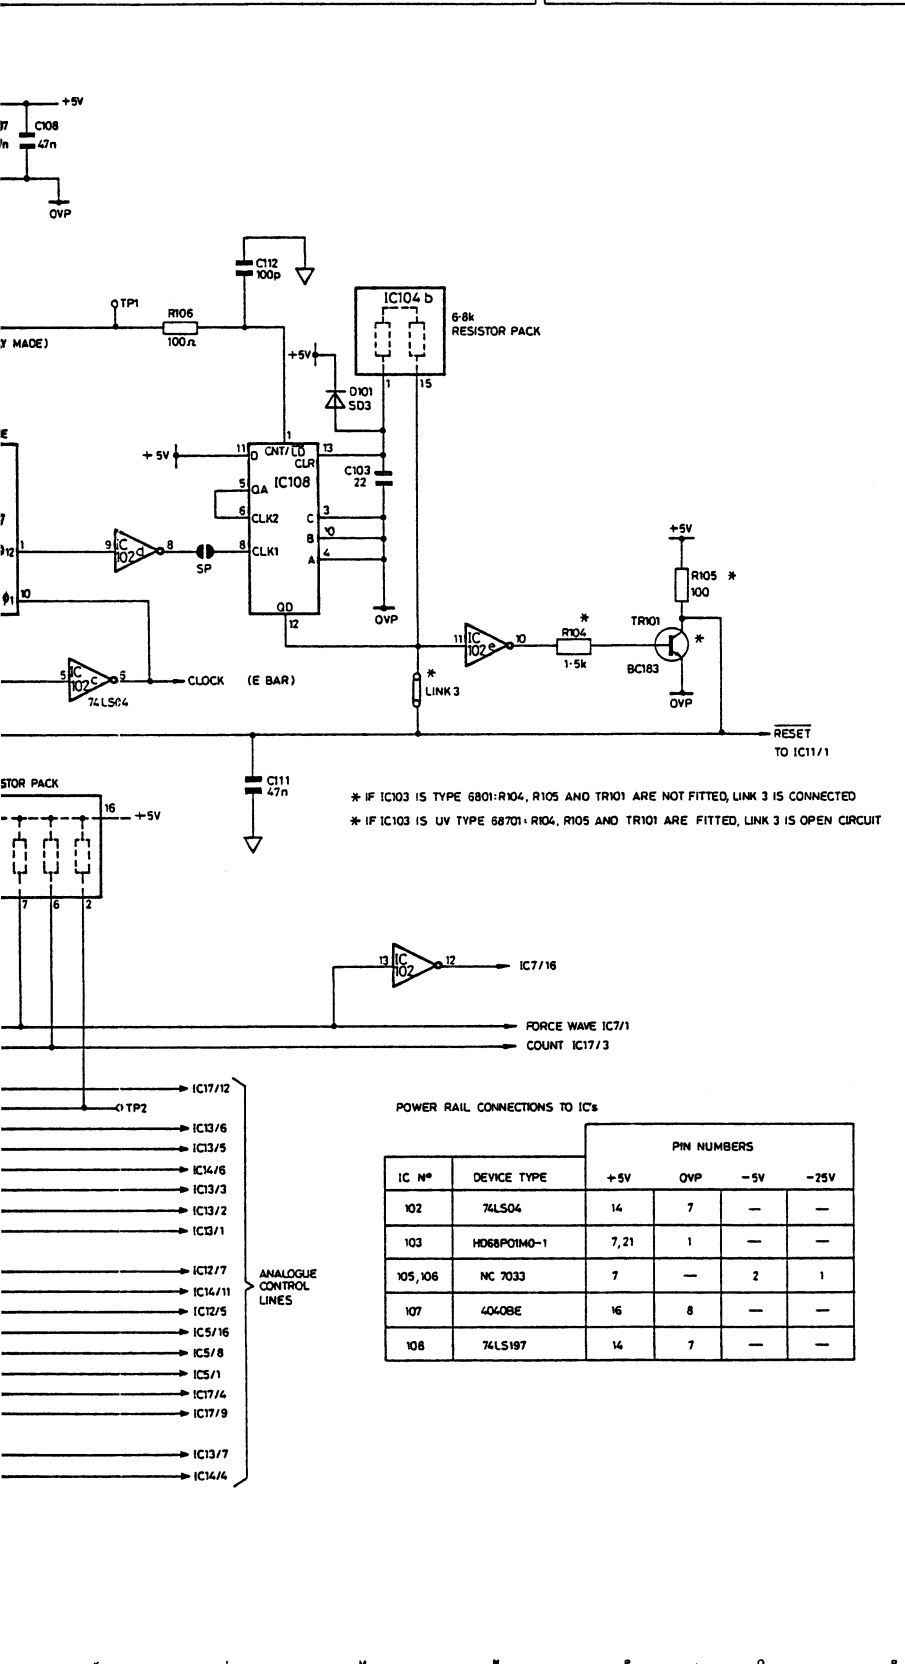 +5V
C108
47n
OVP
C112
100p
TP1
R106
100Ω
Y MADE)
IC104 b
6·8k
RESISTOR PACK
1
15
+5V
D101
SD3
1
+5V
11
D
CNT/LD
CLR
13
IC108
C103
22
5
QA
6
CLK2
C
3
B
10
8
CLK1
A
4
QD
12
OVP
E
7
12
1
9
IC
102d
8
SP
ϕ1
10
5
IC
102c
6
74LS04
CLOCK (E BAR)
11
IC
102e
10
*
R104
1·5k
+5V
R105 *
100
TR101
*
BC183
OVP
*
LINK 3
RESET
TO IC11/1
C111
47n
* IF IC103 IS TYPE 6801:R104, R105 AND TR101 ARE NOT FITTED, LINK 3 IS CONNECTED
* IF IC103 IS UV TYPE 68701: R104, R105 AND TR101 ARE FITTED, LINK 3 IS OPEN CIRCUIT
STOR PACK
16
+5V
7
6
2
13
IC
102
12
IC7/16
FORCE WAVE IC7/1
COUNT IC17/3
IC17/12
TP2
IC13/6
IC13/5
IC14/6
IC13/3
IC13/2
IC13/1
IC12/7
IC14/11
IC12/5
IC5/16
IC5/8
IC5/1
IC17/4
IC17/9
IC13/7
IC14/4
ANALOGUE
CONTROL
LINES
POWER RAIL CONNECTIONS TO IC's
PIN NUMBERS
IC Nº DEVICE TYPE +5V OVP −5V −25V
102 74LS04 14 7 — —
103 HD68P01M0-1 7,21 1 — —
105,106 NC 7033 7 — 2 1
107 4040BE 16 8 — —
108 74LS197 14 7 — —